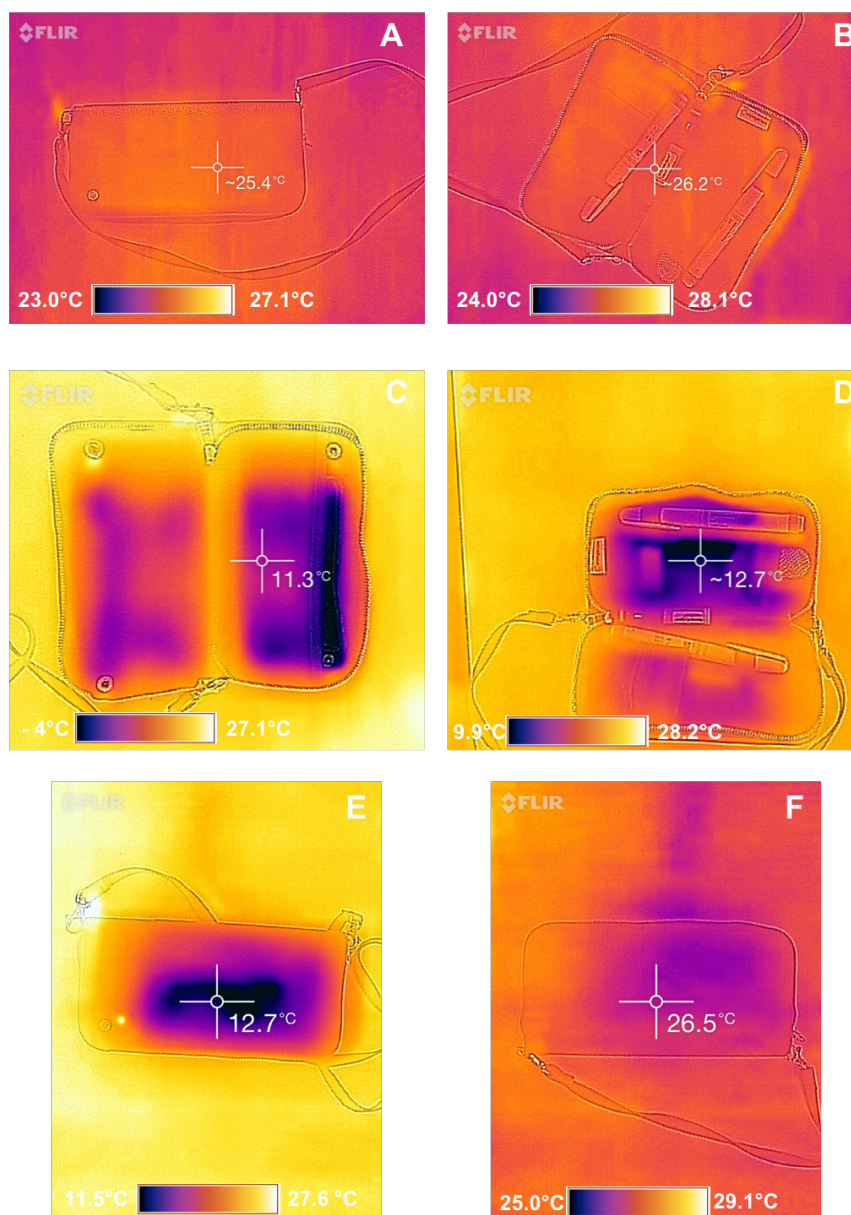 FLIR A
~25.4°C
23.0°C 27.1°C
FLIR B
~26.2°C
24.0°C 28.1°C
FLIR C
11.3°C
- 4°C 27.1°C
FLIR D
~12.7°C
9.9°C 28.2°C
FLIR E
12.7°C
11.5°C 27.6 °C
FLIR F
26.5°C
25.0°C 29.1°C